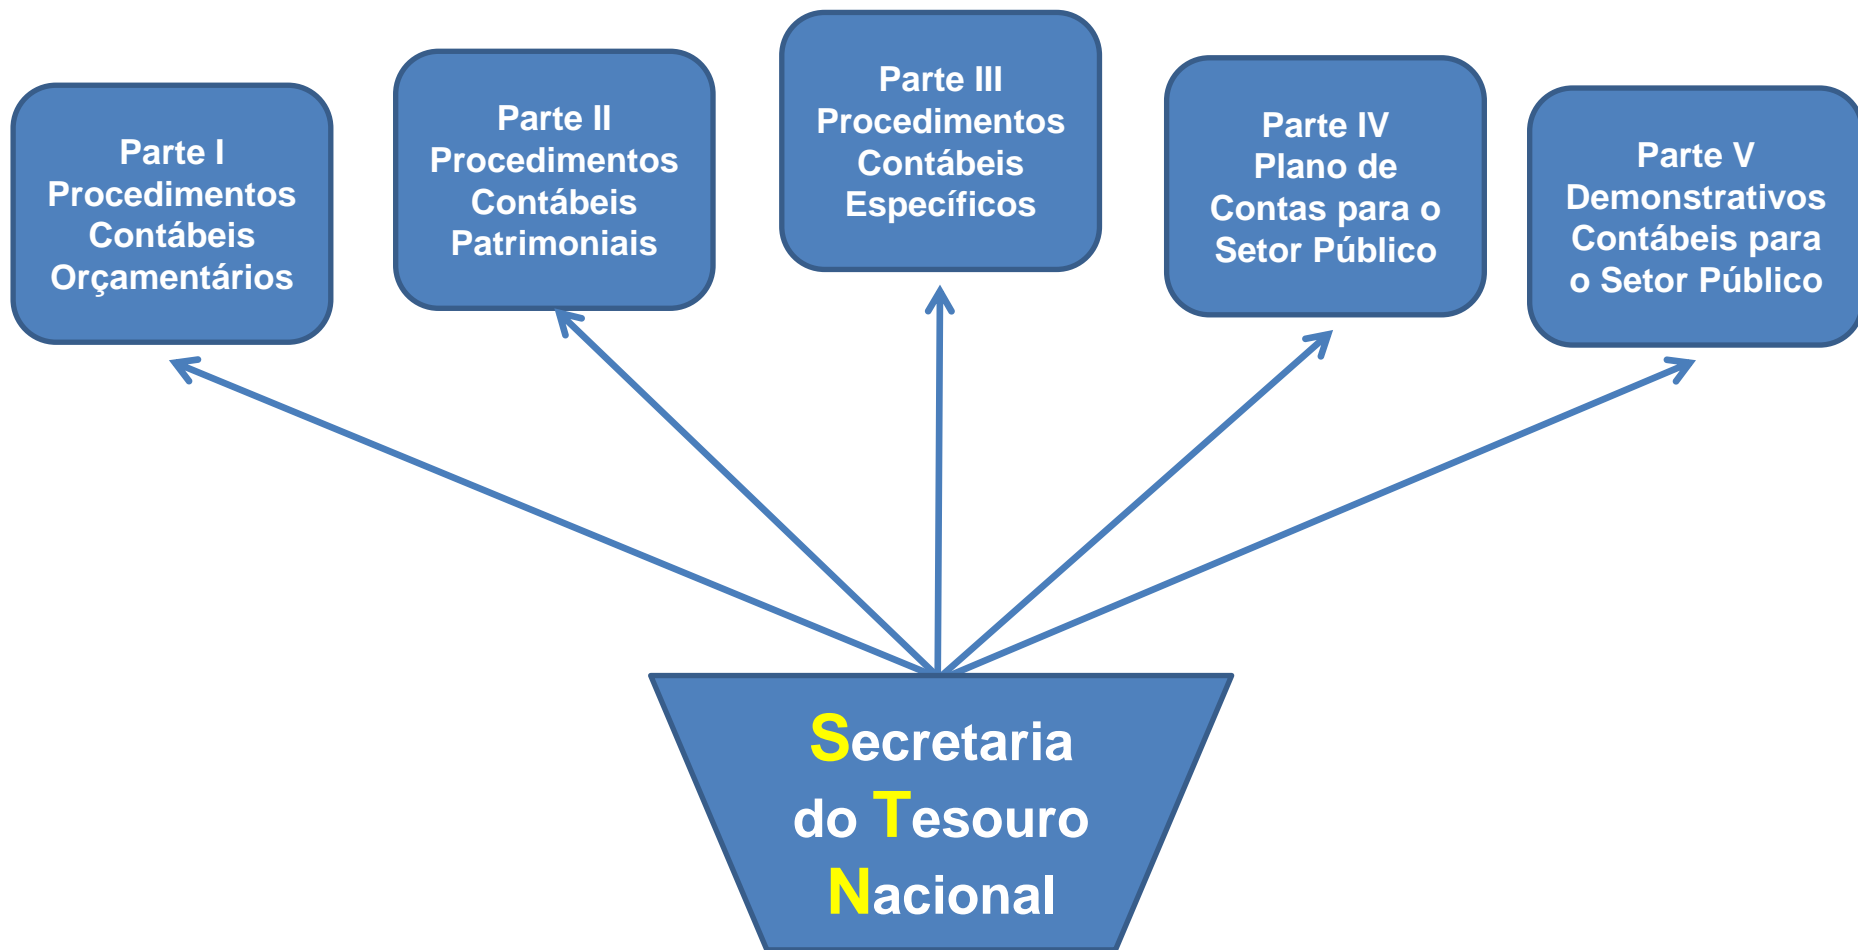 Parte I
Procedimentos
Contábeis
Orçamentários
Parte II
Procedimentos
Contábeis
Patrimoniais
Parte III
Procedimentos
Contábeis
Específicos
Parte IV
Plano de
Contas para o
Setor Público
Parte V
Demonstrativos
Contábeis para
o Setor Público
Secretaria
do Tesouro
Nacional